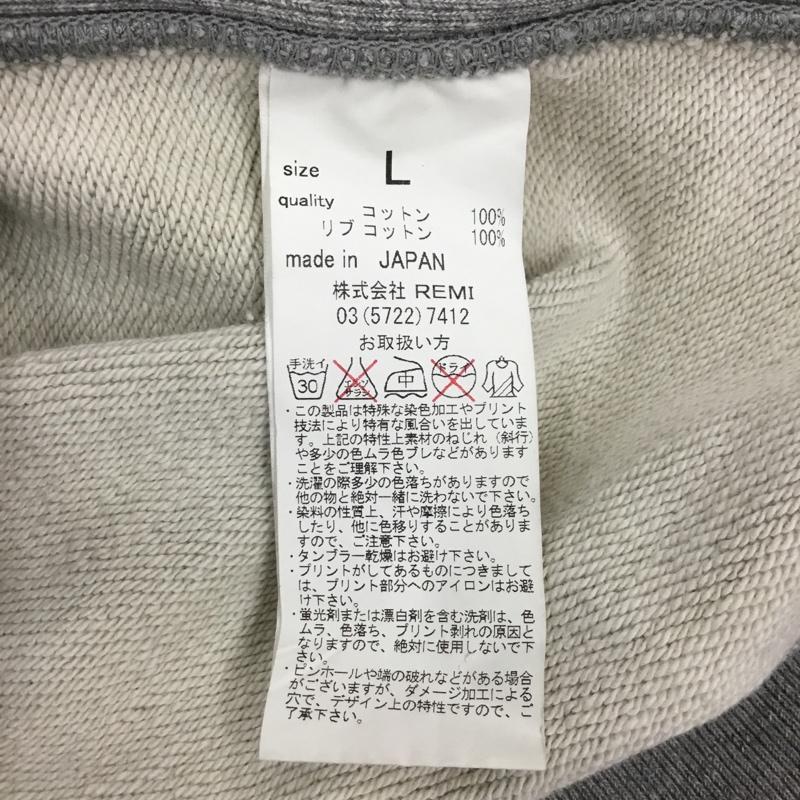 size L
quality
コットン 100%
リブ コットン 100%
made in JAPAN
株式会社 REMI
03(5722)7412
お取扱い方
手洗イ 30 エンソ サラシ 中 ドライ
・この製品は特殊な染色加工やプリント
技法により特有な風合いを出していま
す。上記の特性上素材のねじれ（斜行）
や多少の色ムラ色ブレなどがあります
ことをご理解下さい。
・洗濯の際多少の色落ちがありますので
他の物と絶対一緒に洗わないで下さい。
・染料の性質上、汗や摩擦により色落ち
したり、他に色移りすることがありま
すので、ご注意下さい。
・タンブラー乾燥はお避け下さい。
・プリントがしてあるものにつきまして
は、プリント部分へのアイロンはお避
け下さい。
・蛍光剤または漂白剤を含む洗剤は、色
ムラ、色落ち、プリント剥れの原因と
なりますので、絶対に使用しないで下
さい。
・ピンホールや端の破れなどがある場合
がございますが、ダメージ加工による
穴で、デザイン上の特性ですので、ご
了承下さい。